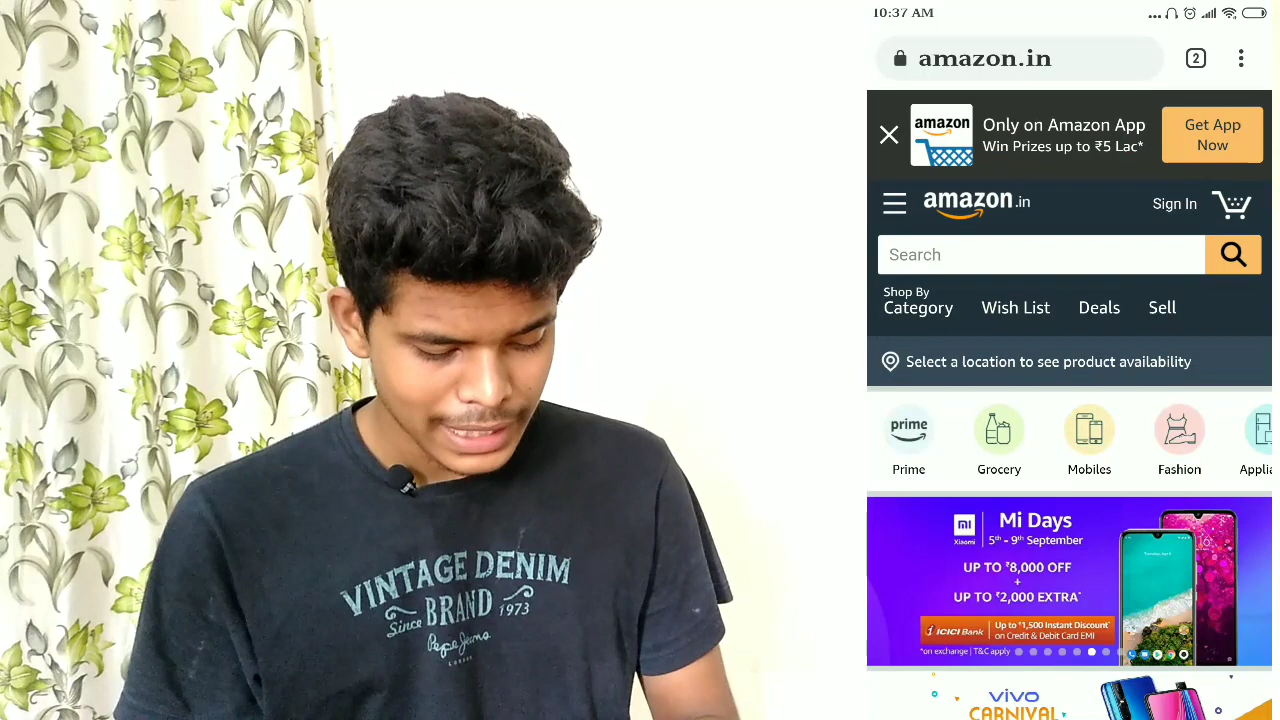 VINTAGE DENIM
Since BRAND 1973
Pepe Jeans
LONDON
10:37 AM
amazon.in
2
amazon
Only on Amazon App
Win Prizes up to ₹5 Lac*
Get App
Now
amazon.in
Sign In
Search
Shop By
Category
Wish List
Deals
Sell
Select a location to see product availability
prime
Prime
Grocery
Mobiles
Fashion
Applia
mi
Xiaomi
Mi Days
5th - 9th September
UP TO ₹8,000 OFF
+
UP TO ₹2,000 EXTRA*
ICICI Bank
Up to ₹1,500 Instant Discount*
on Credit & Debit Card EMI
*on exchange | T&C apply
vivo
CARNIVAL